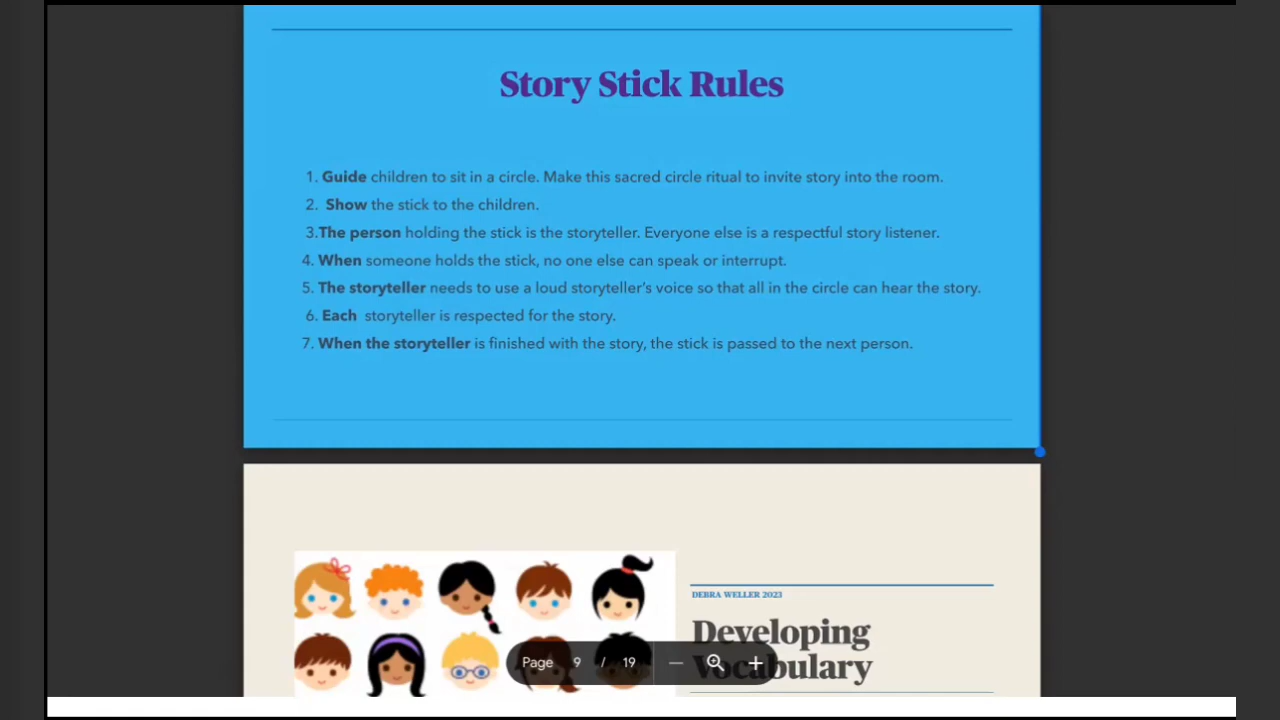 Story Stick Rules
1. Guide children to sit in a circle. Make this sacred circle ritual to invite story into the room.
2. Show the stick to the children.
3.The person holding the stick is the storyteller. Everyone else is a respectful story listener.
4. When someone holds the stick, no one else can speak or interrupt.
5. The storyteller needs to use a loud storyteller’s voice so that all in the circle can hear the story.
6. Each storyteller is respected for the story.
7. When the storyteller is finished with the story, the stick is passed to the next person.
DEBRA WELLER 2023
Developing
Vocabulary
Page 9 / 19